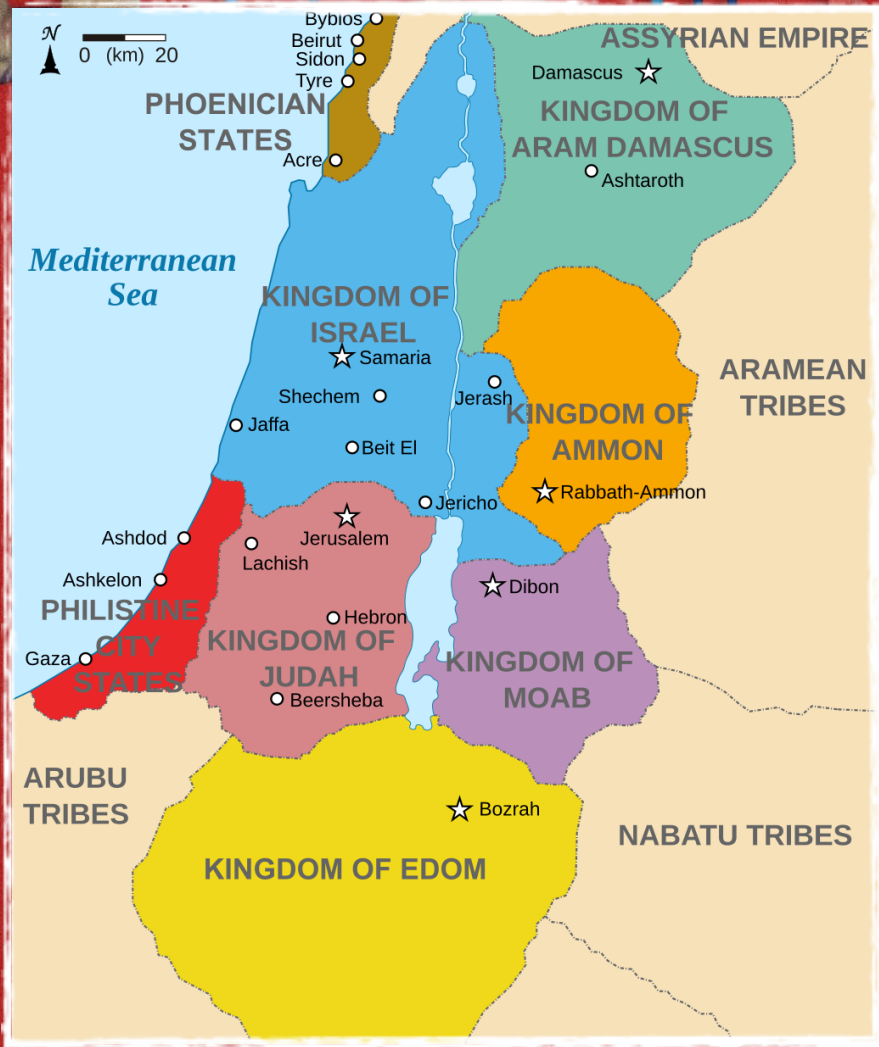 Byblos
N
0 (km) 20
Beirut
Sidon
Tyre
ASSYRIAN EMPIRE
Damascus
PHOENICIAN
STATES
KINGDOM OF
ARAM DAMASCUS
Acre
Ashtaroth
Mediterranean
Sea
KINGDOM OF
ISRAEL
Samaria
Shechem
Jerash
ARAMEAN
TRIBES
Jaffa
KINGDOM OF
AMMON
Beit El
Rabbath-Ammon
Jericho
Ashdod
Jerusalem
Lachish
Ashkelon
Dibon
PHILISTINE
CITY
STATES
Hebron
Gaza
KINGDOM OF
JUDAH
KINGDOM OF
MOAB
Beersheba
ARUBU
TRIBES
Bozrah
NABATU TRIBES
KINGDOM OF EDOM